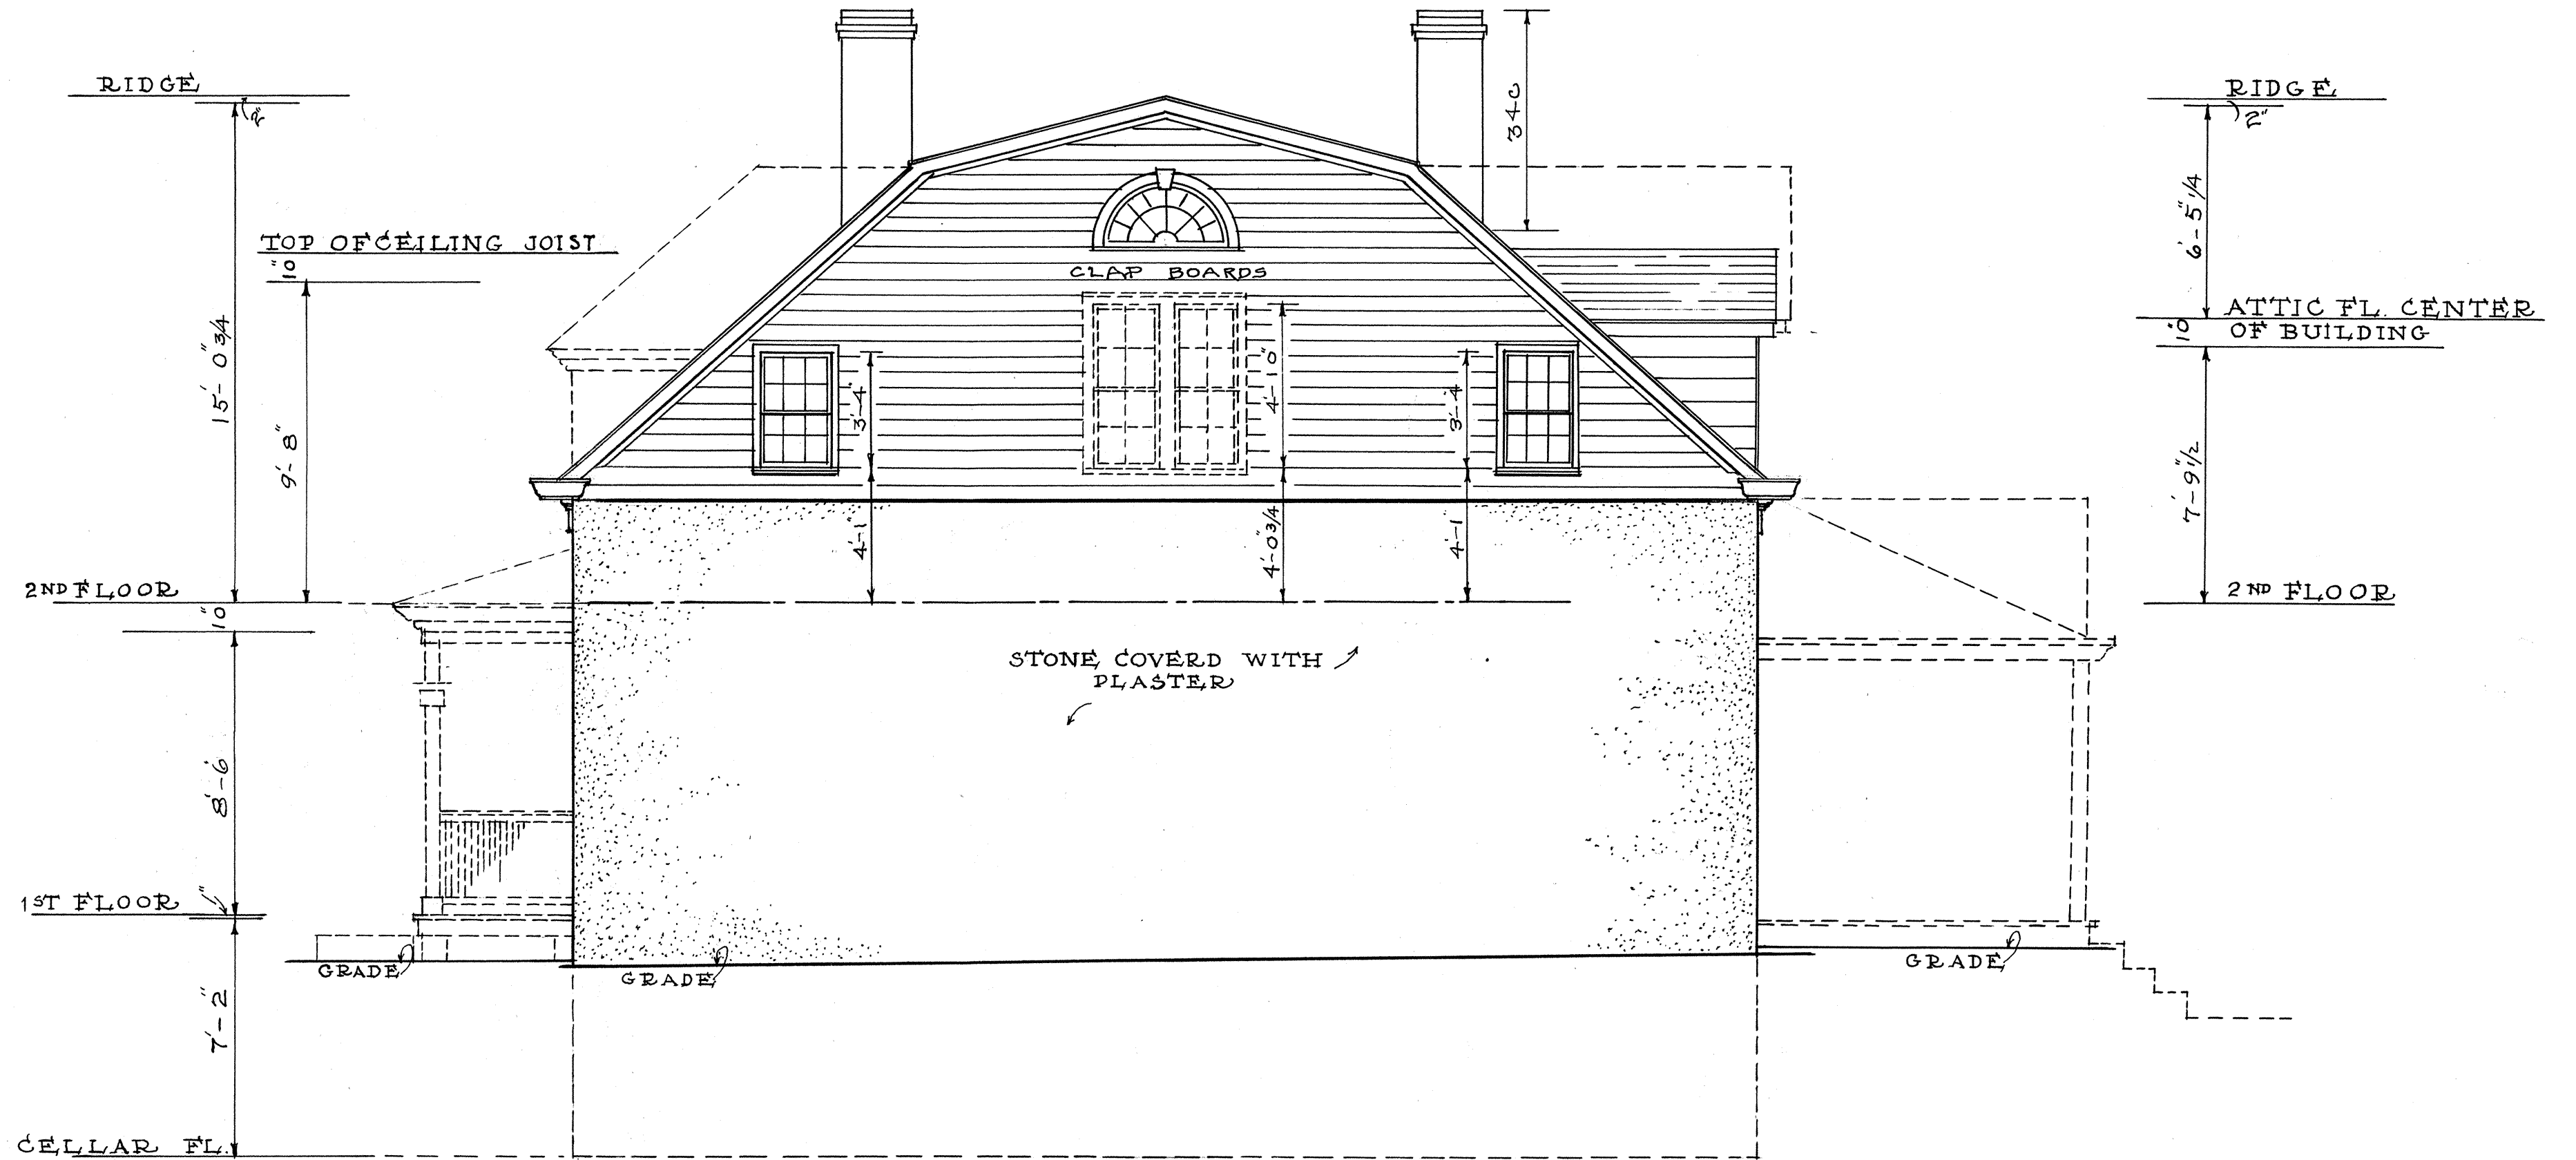 RIDGE
2"
15'-0"3/4
TOP OF CEILING JOIST
10"
9'-8"
2ND FLOOR
10"
8'-6"
1ST FLOOR
1"
7'-2"
CELLAR FL.
GRADE
GRADE
34C
CLAP BOARDS
3'-4"
4'-1"
4'-10"
4'-0"3/4
3'-4"
4'-1
STONE COVERD WITH
PLASTER
GRADE
RIDGE
2"
6'-5"1/4
ATTIC FL. CENTER
OF BUILDING
10"
7'-9"1/2
2ND FLOOR